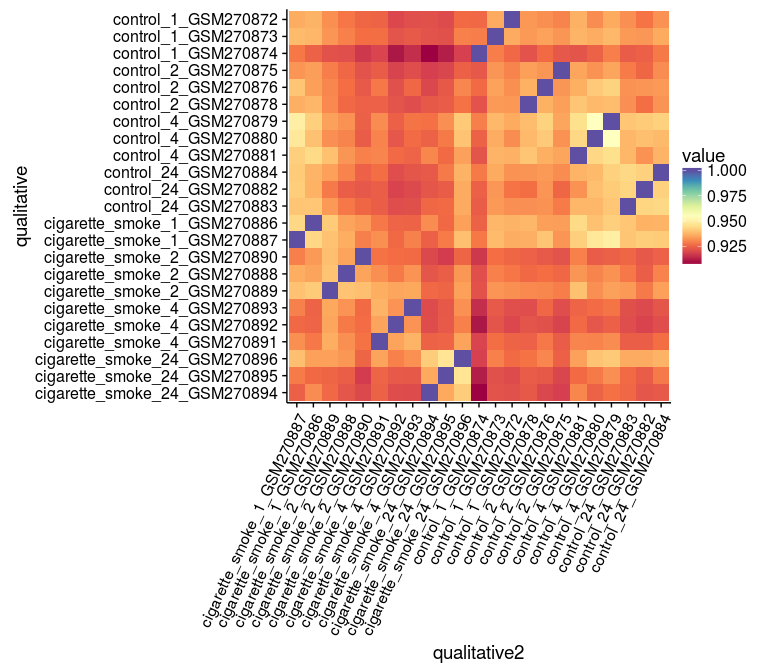 control_1_GSM270872
control_1_GSM270873
control_1_GSM270874
control_2_GSM270875
control_2_GSM270876
control_2_GSM270878
control_4_GSM270879
control_4_GSM270880
control_4_GSM270881
control_24_GSM270884
control_24_GSM270882
control_24_GSM270883
cigarette_smoke_1_GSM270886
cigarette_smoke_1_GSM270887
cigarette_smoke_2_GSM270890
cigarette_smoke_2_GSM270888
cigarette_smoke_2_GSM270889
cigarette_smoke_4_GSM270893
cigarette_smoke_4_GSM270892
cigarette_smoke_4_GSM270891
cigarette_smoke_24_GSM270896
cigarette_smoke_24_GSM270895
cigarette_smoke_24_GSM270894
qualitative
value
1.000
0.975
0.950
0.925
cigarette_smoke_1_GSM270887
cigarette_smoke_1_GSM270886
cigarette_smoke_2_GSM270889
cigarette_smoke_2_GSM270888
cigarette_smoke_2_GSM270890
cigarette_smoke_4_GSM270891
cigarette_smoke_4_GSM270892
cigarette_smoke_4_GSM270893
cigarette_smoke_24_GSM270894
cigarette_smoke_24_GSM270895
cigarette_smoke_24_GSM270896
control_1_GSM270874
control_1_GSM270873
control_1_GSM270872
control_2_GSM270878
control_2_GSM270876
control_2_GSM270875
control_4_GSM270881
control_4_GSM270880
control_4_GSM270879
control_24_GSM270883
control_24_GSM270882
control_24_GSM270884
qualitative2